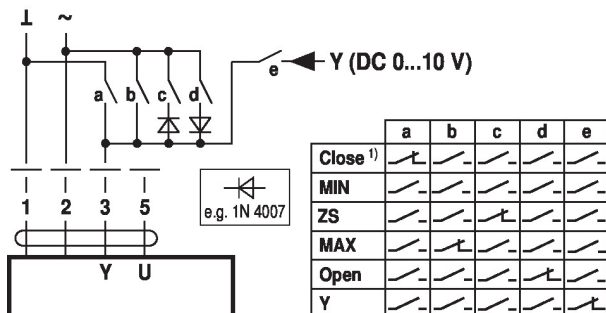 ⊥ ~
e Y (DC 0...10 V)
a b c d
a b c d e
Close 1)
MIN
ZS
MAX
Open
Y
1 2 3 5
e.g. 1N 4007
Y U